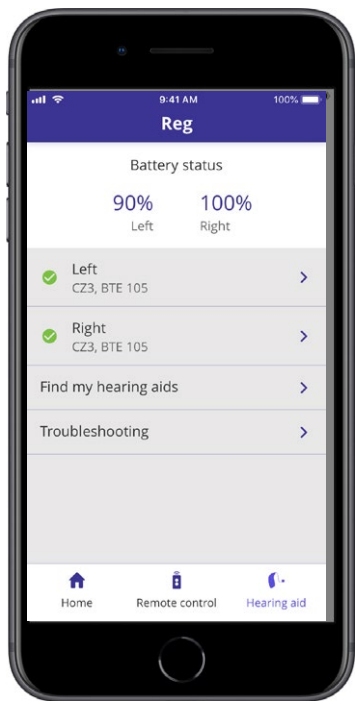 9:41 AM 100%
Reg
Battery status
90% 100%
Left Right
Left
CZ3, BTE 105
Right
CZ3, BTE 105
Find my hearing aids
Troubleshooting
Home Remote control Hearing aid